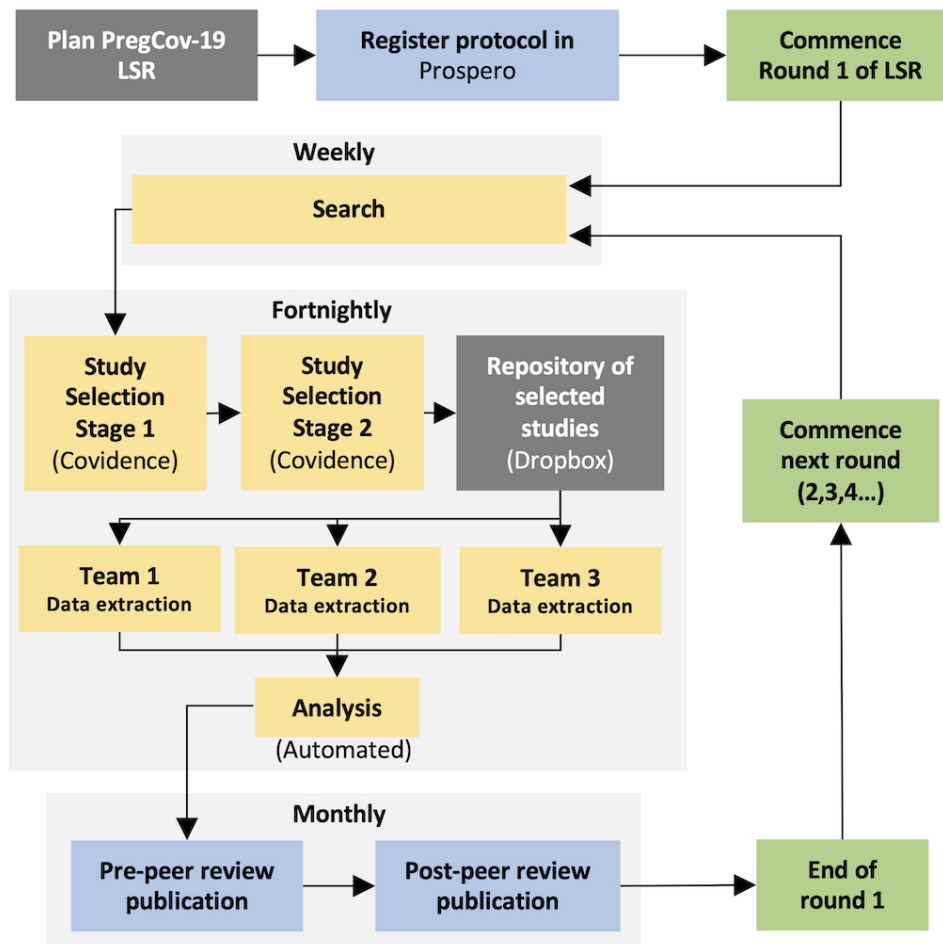 Plan PregCov-19
LSR
Register protocol in
Prospero
Commence
Round 1 of LSR
Weekly
Search
Fortnightly
Study
Selection
Stage 1
(Covidence)
Study
Selection
Stage 2
(Covidence)
Repository of
selected
studies
(Dropbox)
Commence
next round
(2,3,4…)
Team 1
Data extraction
Team 2
Data extraction
Team 3
Data extraction
Analysis
(Automated)
Monthly
Pre-peer review
publication
Post-peer review
publication
End of
round 1